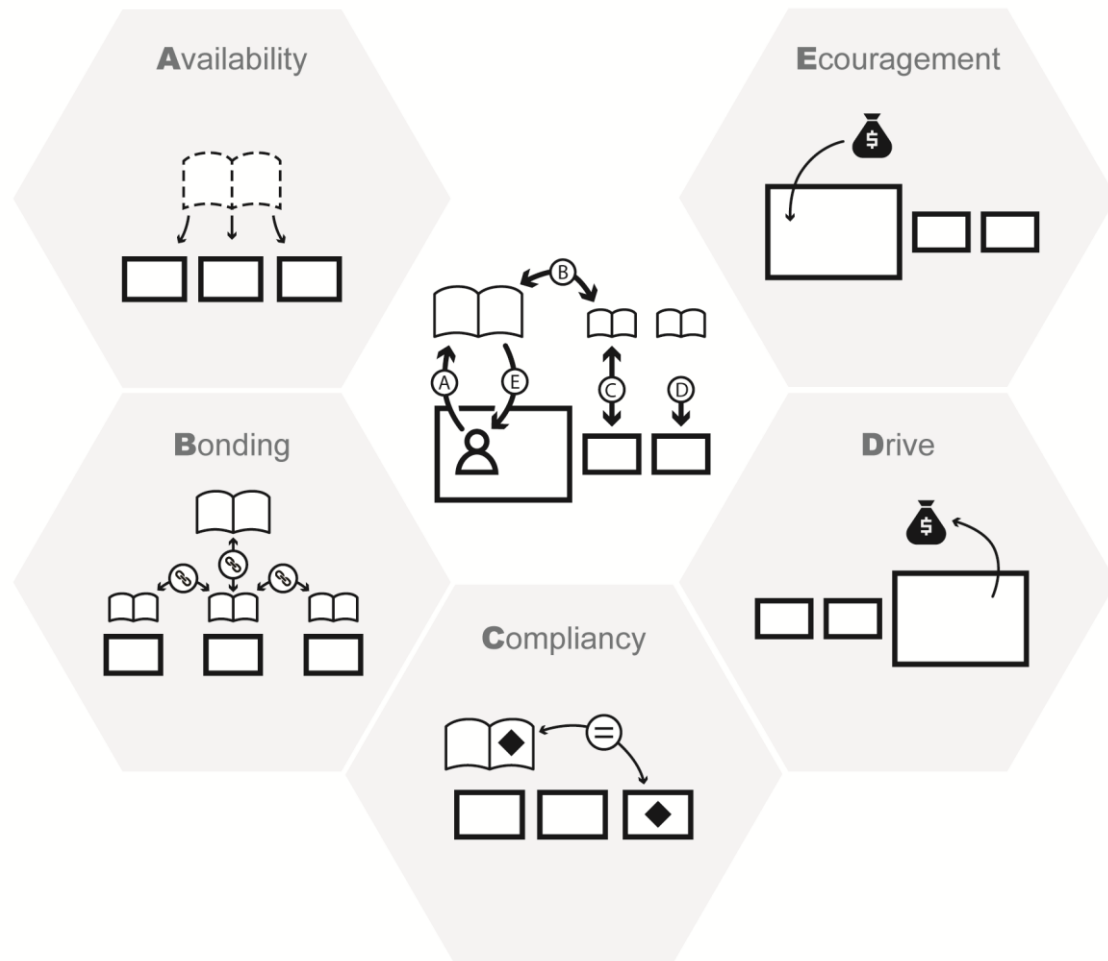 Availability
Ecouragement
$
B
A
E
C
D
Bonding
Drive
$
Compliancy
=